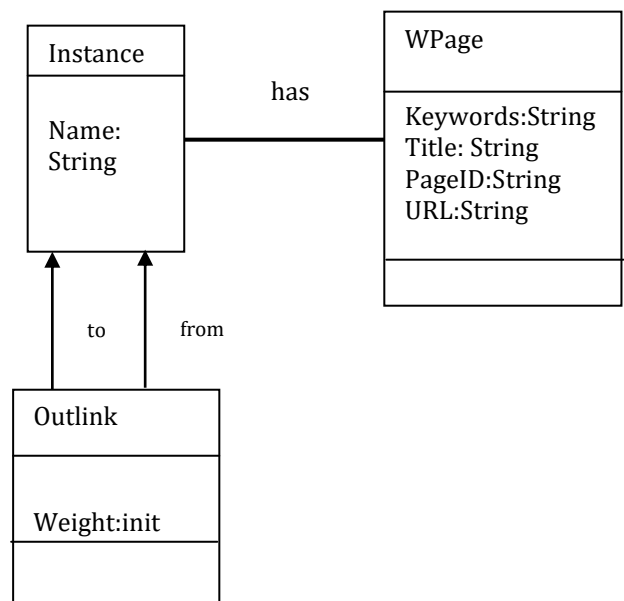 Instance
Name:
String
has
WPage
Keywords:String
Title: String
PageID:String
URL:String
to
from
Outlink
Weight:init